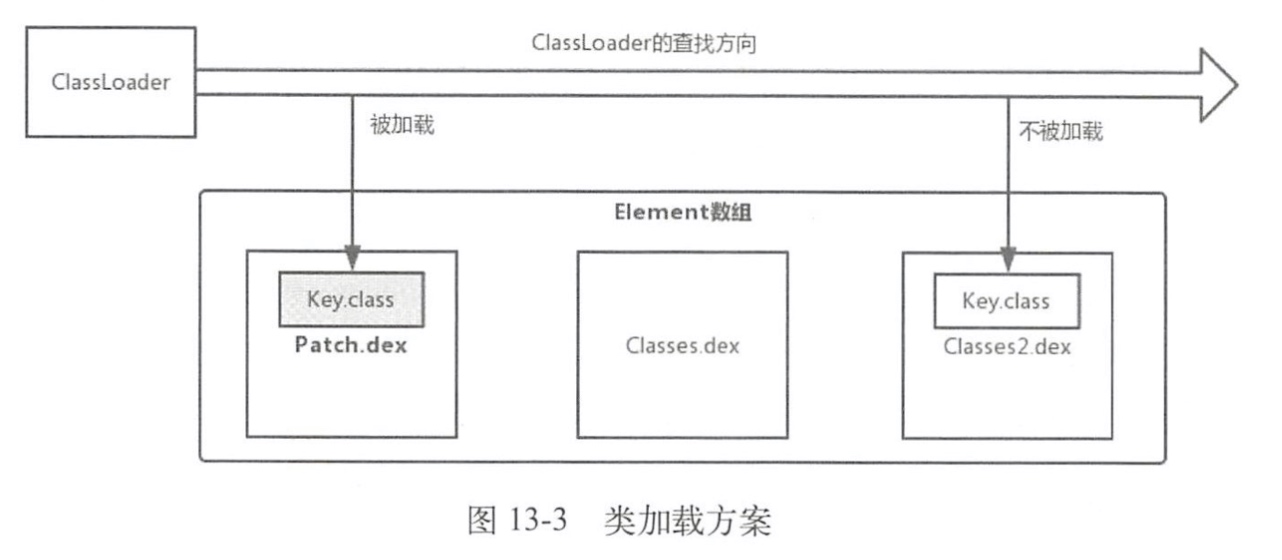 ClassLoader的查找方向
ClassLoader
被加载
不被加载
Element数组
Key.class
Patch.dex
Classes.dex
Key.class
Classes2.dex
图 13-3 类加载方案